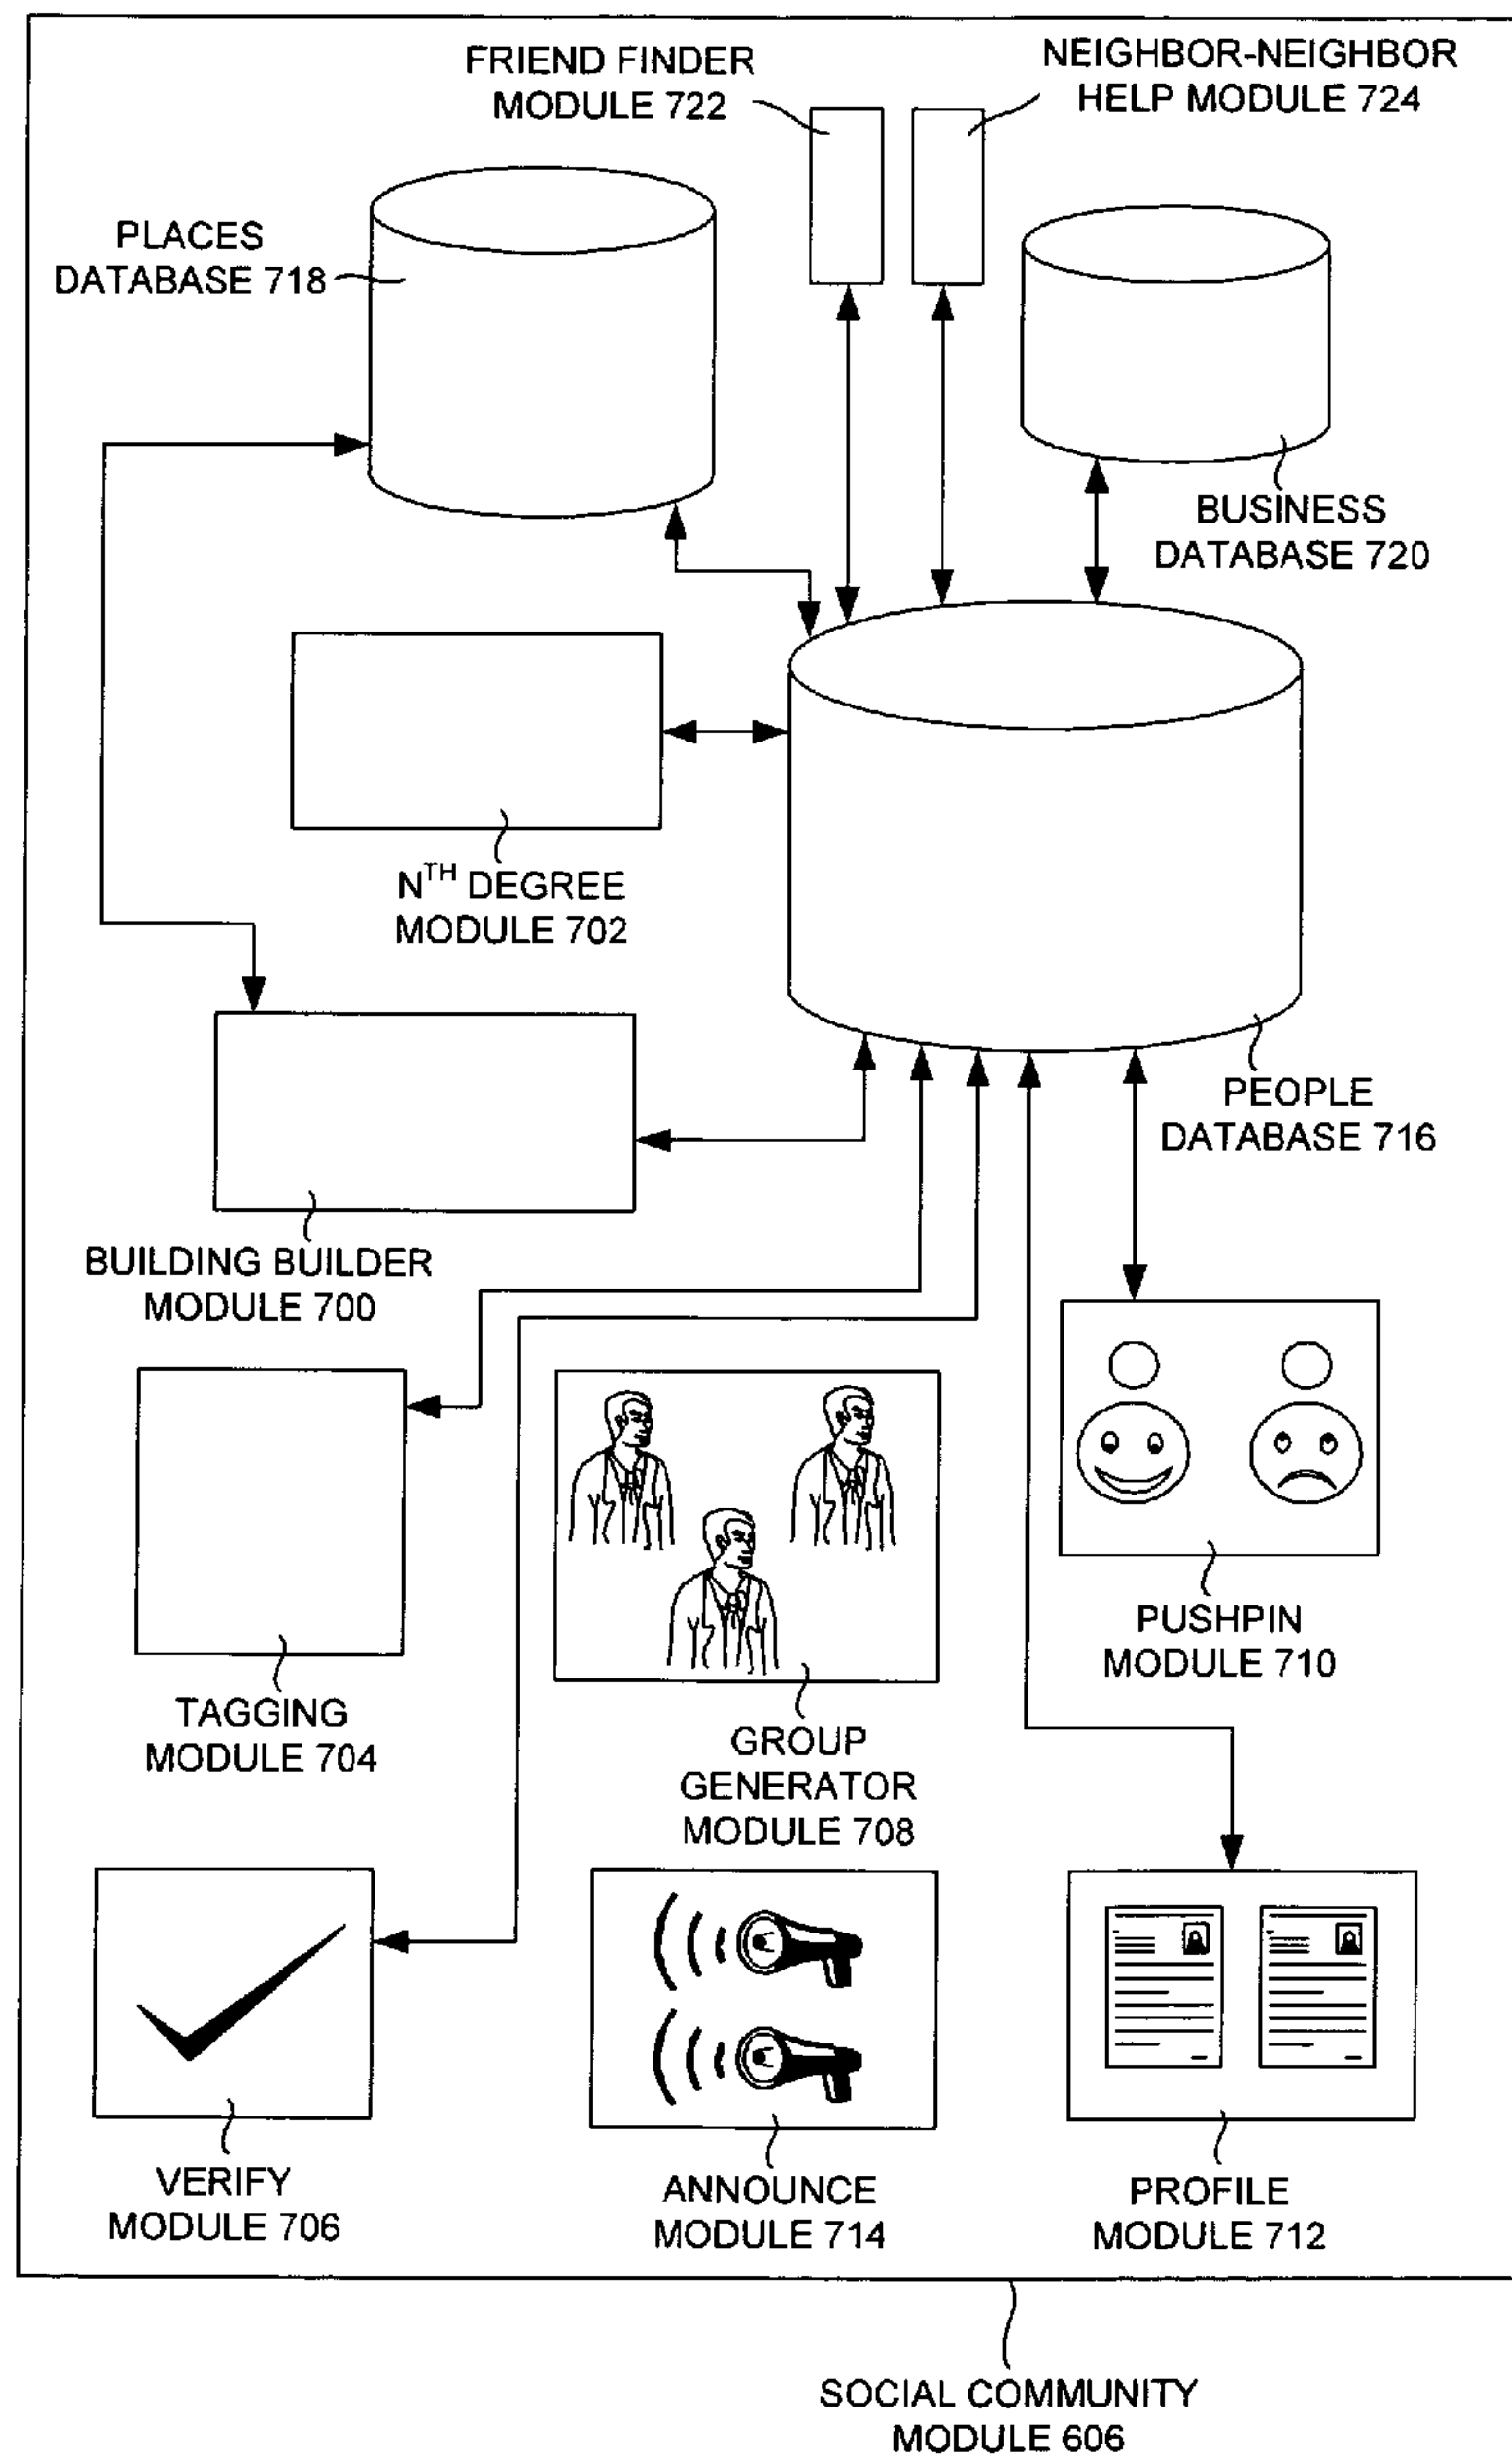 FRIEND FINDER
MODULE 722
NEIGHBOR-NEIGHBOR
HELP MODULE 724
PLACES
DATABASE 718
BUSINESS
DATABASE 720
NTH DEGREE
MODULE 702
PEOPLE
DATABASE 716
BUILDING BUILDER
MODULE 700
PUSHPIN
MODULE 710
TAGGING
MODULE 704
GROUP
GENERATOR
MODULE 708
VERIFY
MODULE 706
ANNOUNCE
MODULE 714
PROFILE
MODULE 712
SOCIAL COMMUNITY
MODULE 606